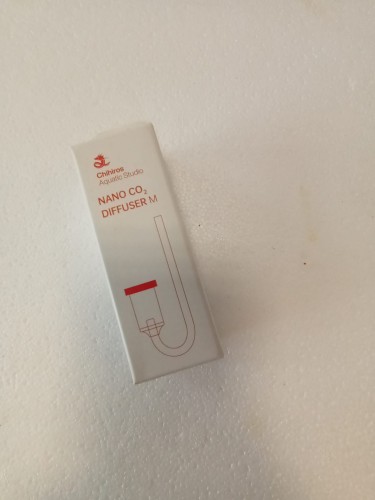 Chihiros
Aquatic Studio
NANO CO₂
DIFFUSER M